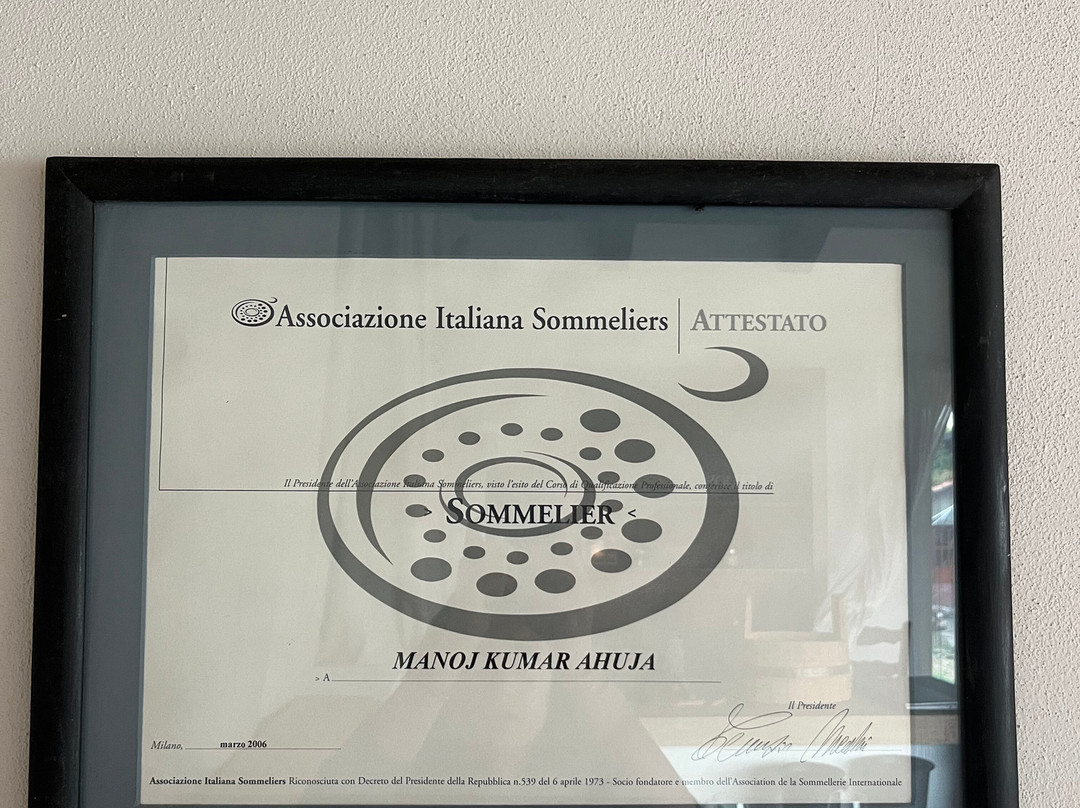 Associazione Italiana Sommeliers | ATTESTATO
Il Presidente dell'Associazione Italiana Sommeliers, visto l'esito del Corso di Qualificazione Professionale, conferisce il titolo di
> SOMMELIER <
MANOJ KUMAR AHUJA
> A
Il Presidente
Milano, marzo 2006
Associazione Italiana Sommeliers Riconosciuta con Decreto del Presidente della Repubblica n.539 del 6 aprile 1973 - Socio fondatore e membro dell'Association de la Sommellerie Internationale